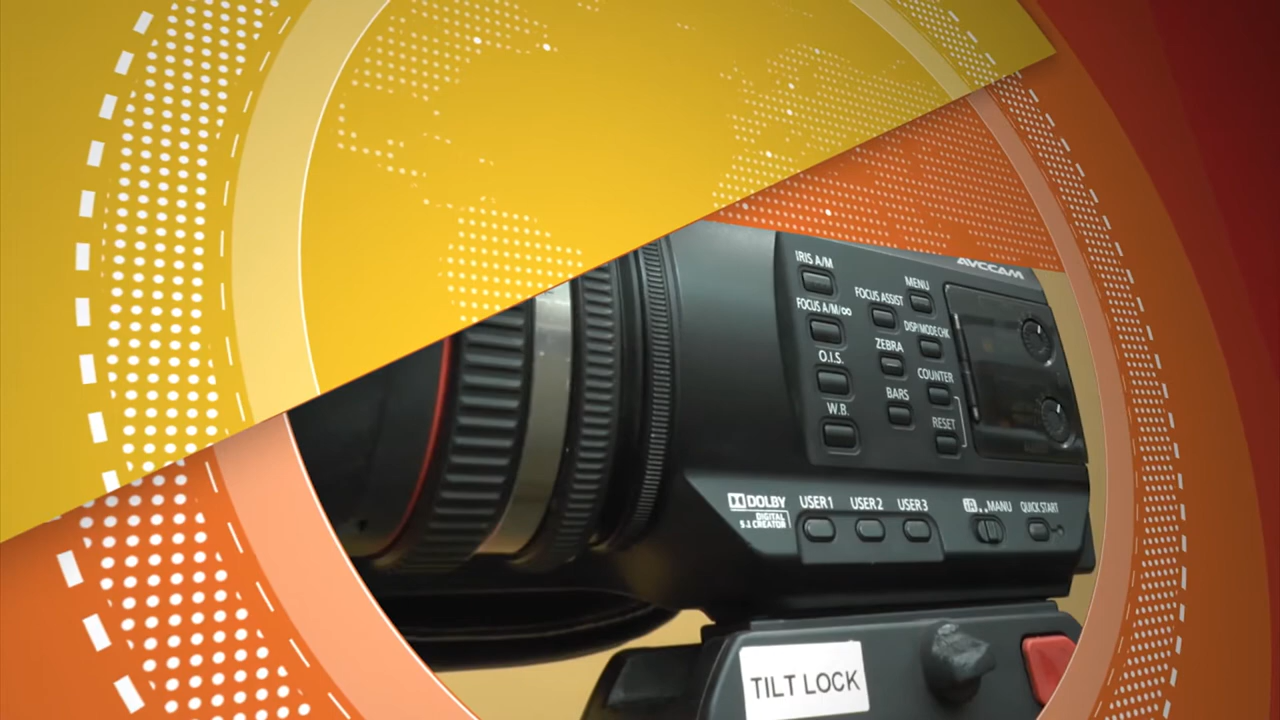 AVCCAM
IRIS A/M
MENU
FOCUS ASSIST
FOCUS A/M/∞
DISP/MODE CHK
ZEBRA
O.I.S.
COUNTER
BARS
W.B.
RESET
DOLBY
DIGITAL
5.1 CREATOR
USER1
USER2
USER3
iA
MANU
QUICK START
TILT LOCK